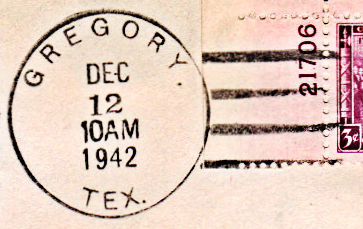 GREGORY.
DEC
12
10AM
1942
TEX.
21706
3¢